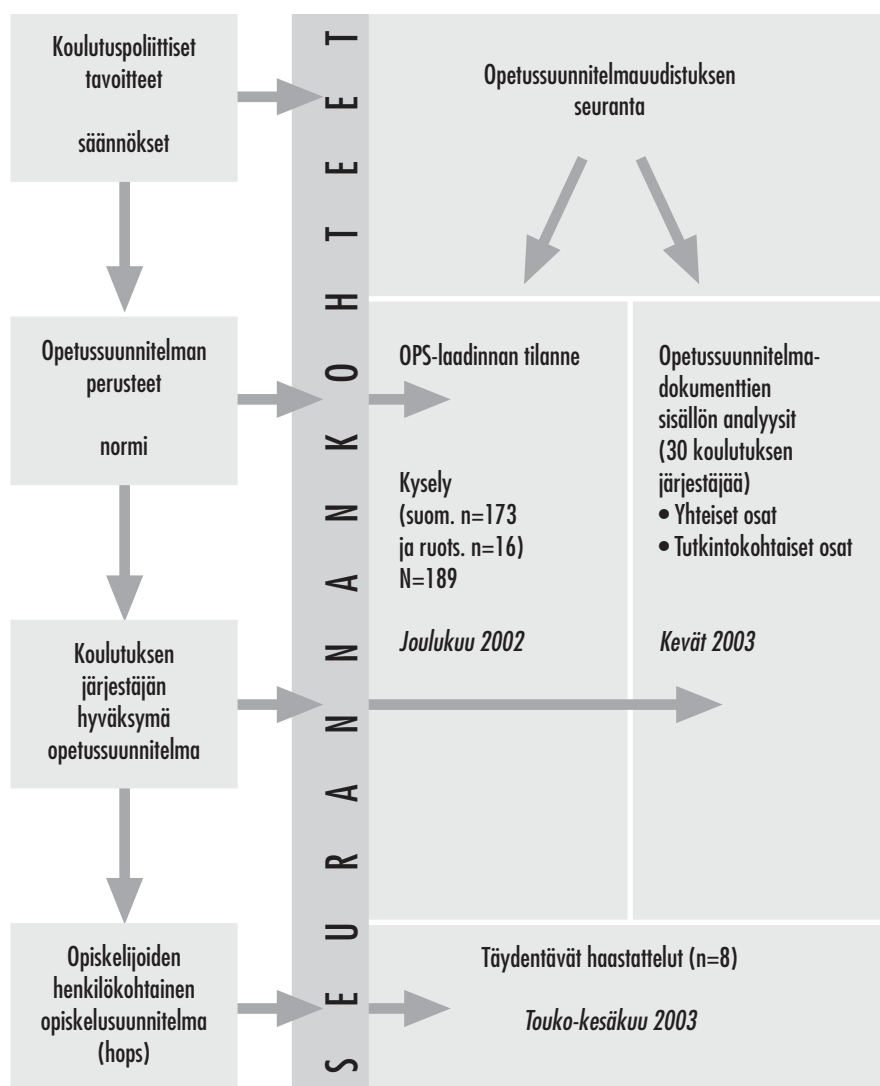 Koulutuspoliittiset
tavoitteet
säännökset
Opetussuunnitelman
perusteet
normi
Koulutuksen
järjestäjän
hyväksymä
opetussuunnitelma
Opiskelijoiden
henkilökohtainen
opiskelusuunnitelma
(hops)
SEURANNANKOHTEET
Opetussuunnitelmauudistuksen
seuranta
OPS-laadinnan tilanne
Kysely
(suom. n=173
ja ruots. n=16)
N=189
Joulukuu 2002
Opetussuunnitelma-
dokumenttien
sisällön analyysit
(30 koulutuksen
järjestäjää)
• Yhteiset osat
• Tutkintokohtaiset osat
Kevät 2003
Täydentävät haastattelut (n=8)
Touko-kesäkuu 2003